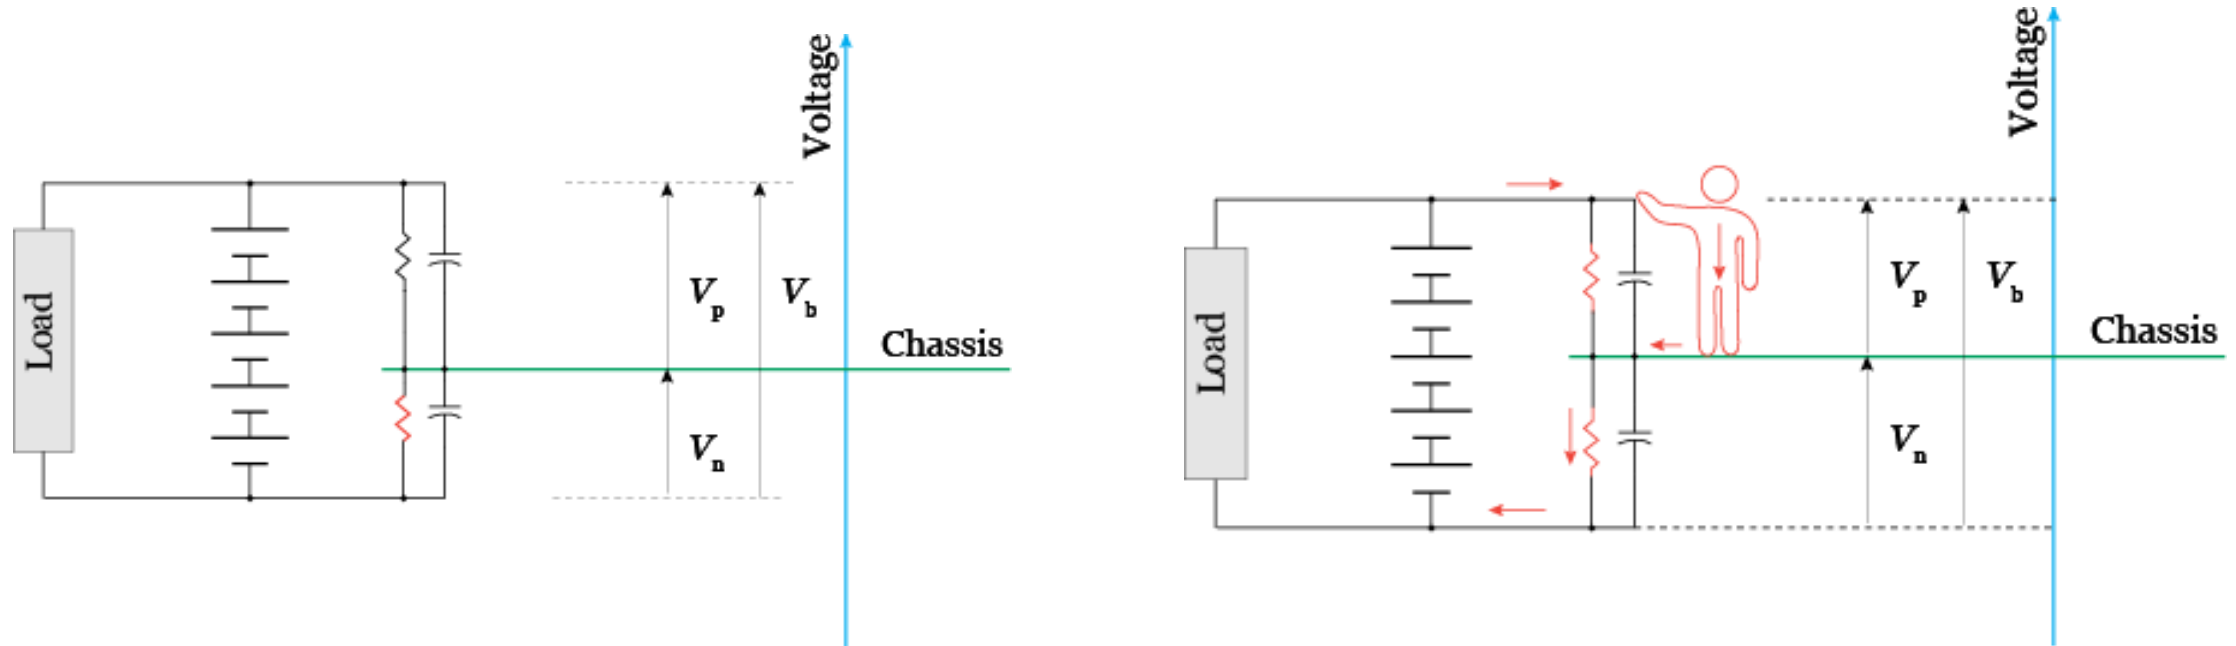 Voltage
Load
Vp
Vb
Chassis
Vn
Voltage
Load
Vp
Vb
Chassis
Vn